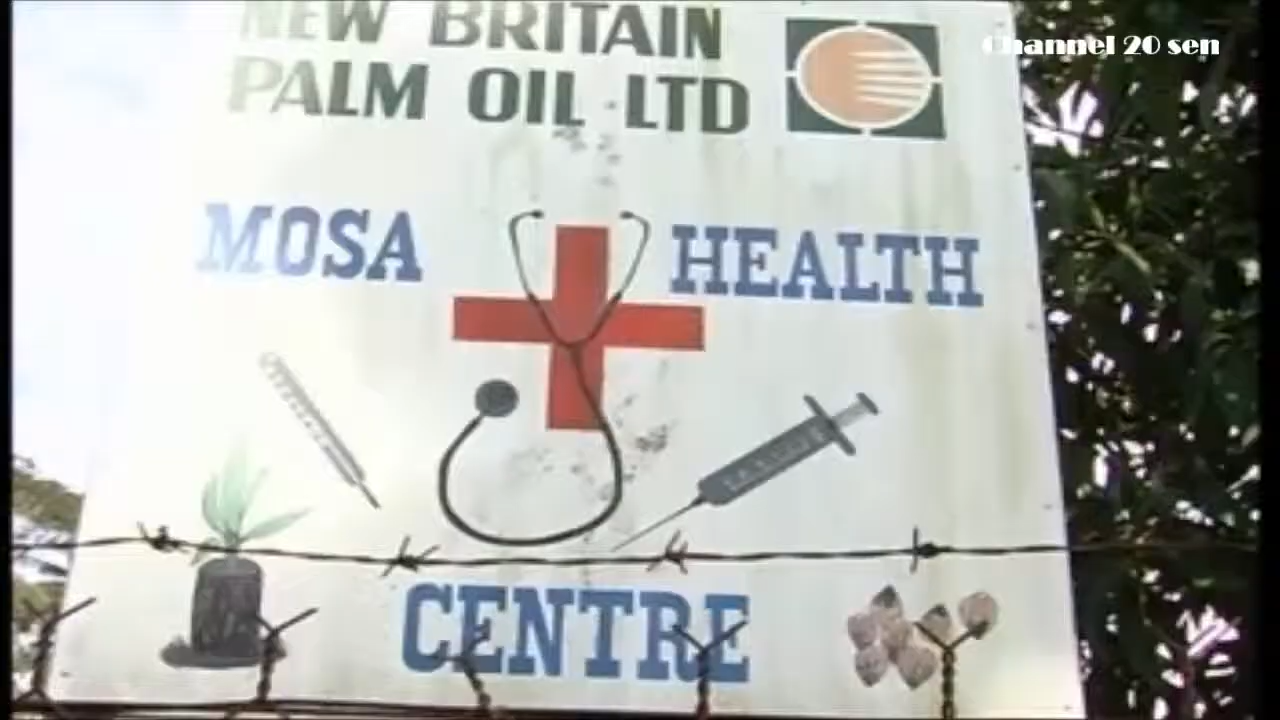 Channel 20 sen
NEW BRITAIN
PALM OIL LTD
MOSA HEALTH
CENTRE